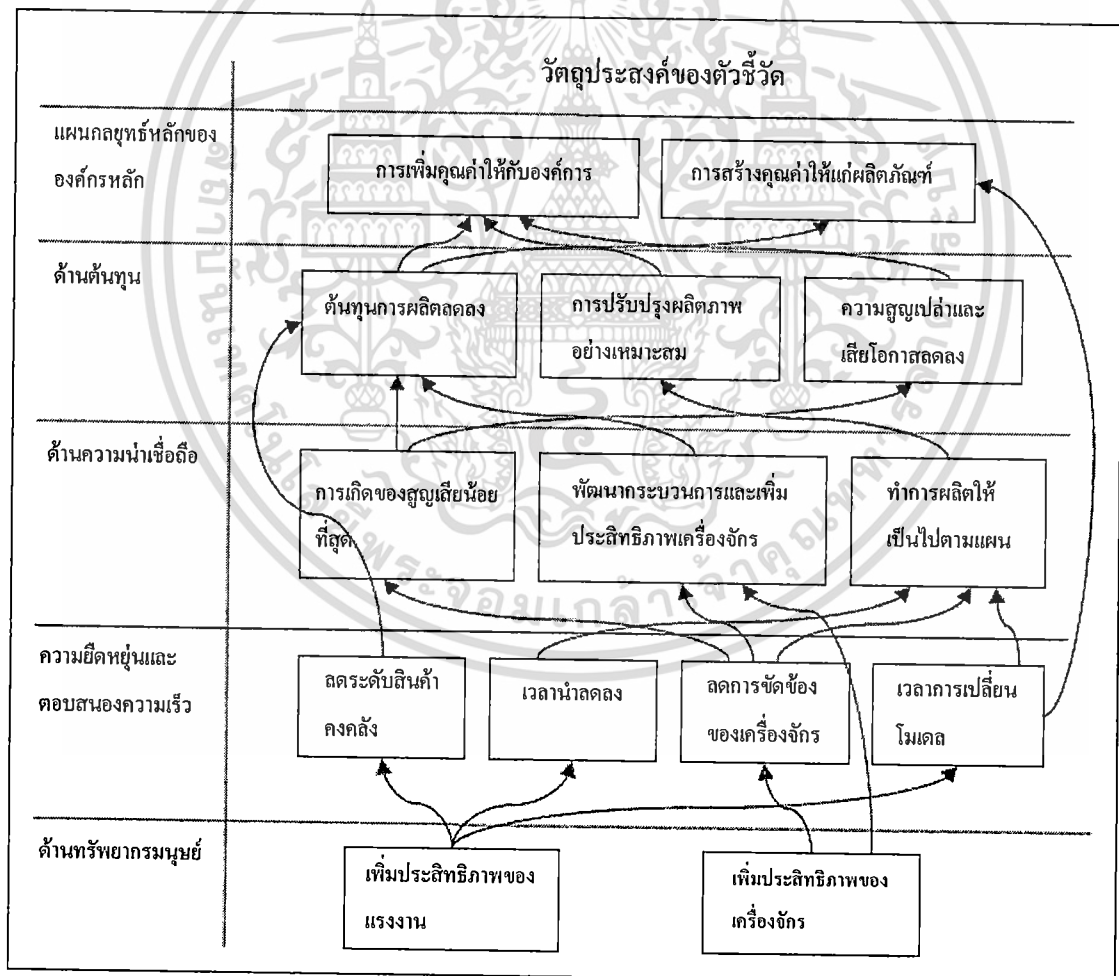 วัตถุประสงค์ของตัวชี้วัด
แผนกลยุทธ์หลักของ
องค์กรหลัก
การเพิ่มคุณค่าให้กับองค์การ
การสร้างคุณค่าให้แก่ผลิตภัณฑ์
ด้านต้นทุน
ต้นทุนการผลิตลดลง
การปรับปรุงผลิตภาพ
อย่างเหมาะสม
ความสูญเปล่าและ
เสียโอกาสลดลง
ด้านความน่าเชื่อถือ
การเกิดของสูญเสียน้อย
ที่สุด
พัฒนากระบวนการและเพิ่ม
ประสิทธิภาพเครื่องจักร
ทำการผลิตให้
เป็นไปตามแผน
ความยืดหยุ่นและ
ตอบสนองความเร็ว
ลดระดับสินค้า
คงคลัง
เวลานำลดลง
ลดการขัดข้อง
ของเครื่องจักร
เวลาการเปลี่ยน
โมเดล
ด้านทรัพยากรมนุษย์
เพิ่มประสิทธิภาพของ
แรงงาน
เพิ่มประสิทธิภาพของ
เครื่องจักร